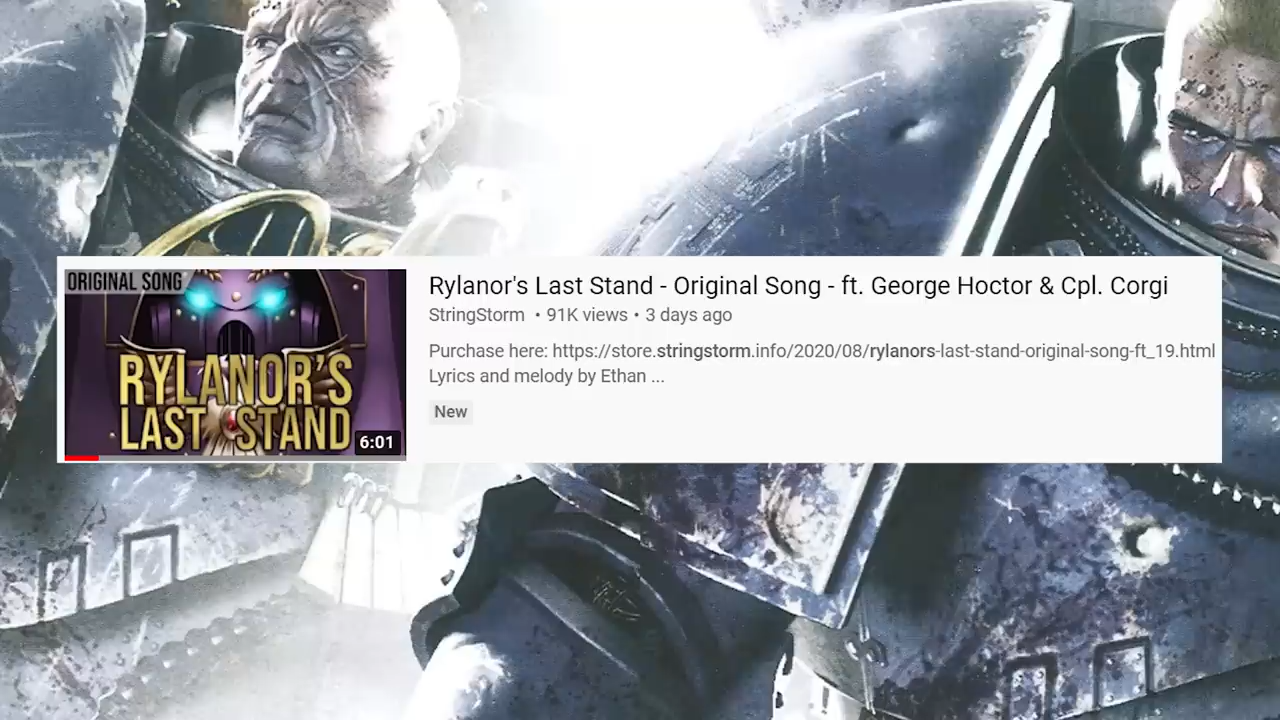 ORIGINAL SONG
RYLANOR'S
LAST STAND
6:01
Rylanor's Last Stand - Original Song - ft. George Hoctor & Cpl. Corgi
StringStorm • 91K views • 3 days ago
Purchase here: https://store.stringstorm.info/2020/08/rylanors-last-stand-original-song-ft_19.html
Lyrics and melody by Ethan ...
New